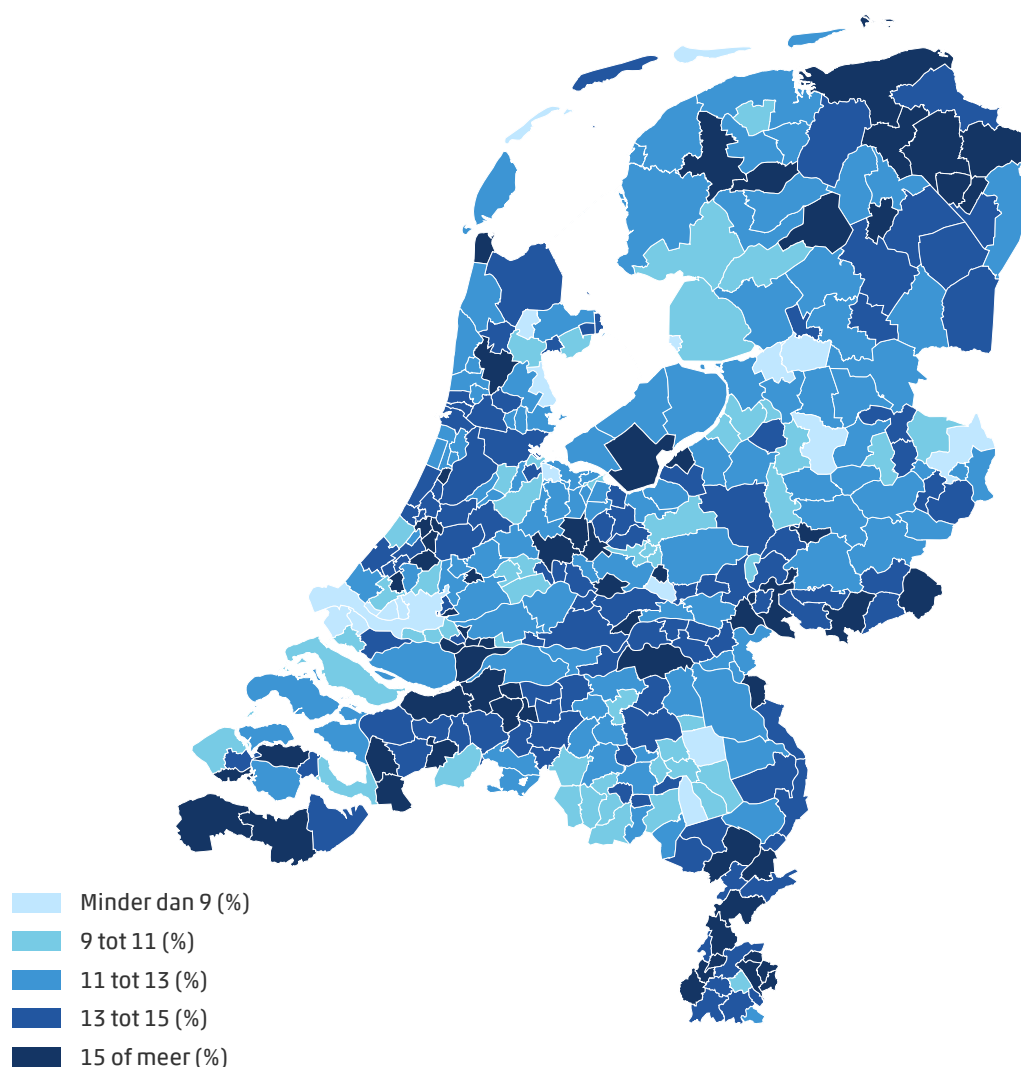 Minder dan 9 (%)
9 tot 11 (%)
11 tot 13 (%)
13 tot 15 (%)
15 of meer (%)